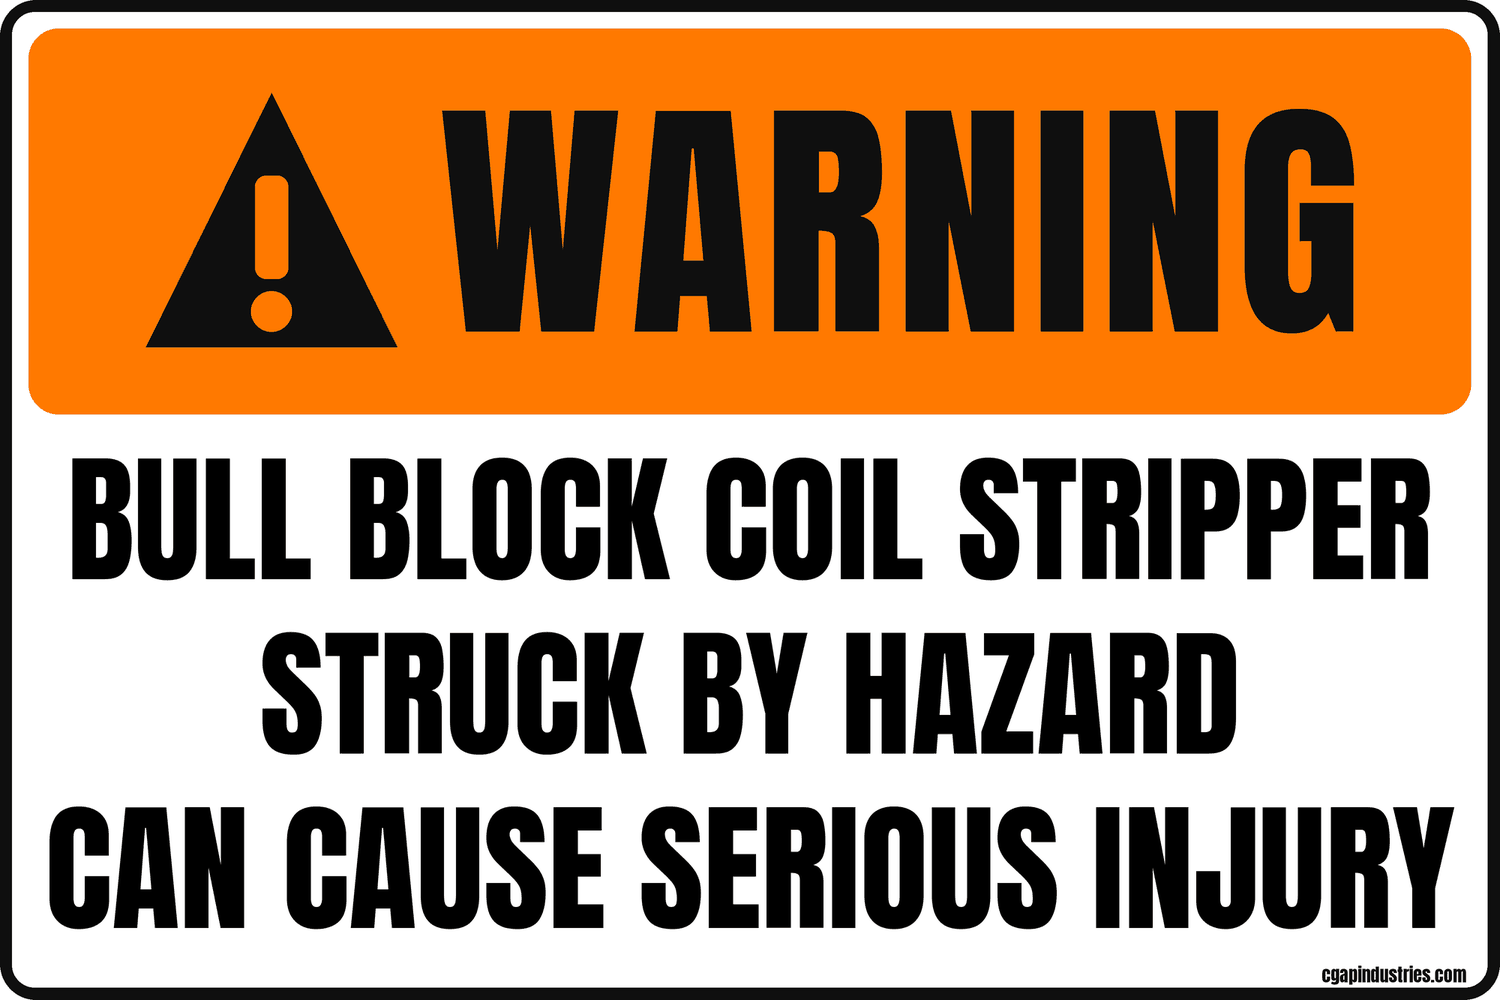 WARNING
BULL BLOCK COIL STRIPPER
STRUCK BY HAZARD
CAN CAUSE SERIOUS INJURY
cgapindustries.com